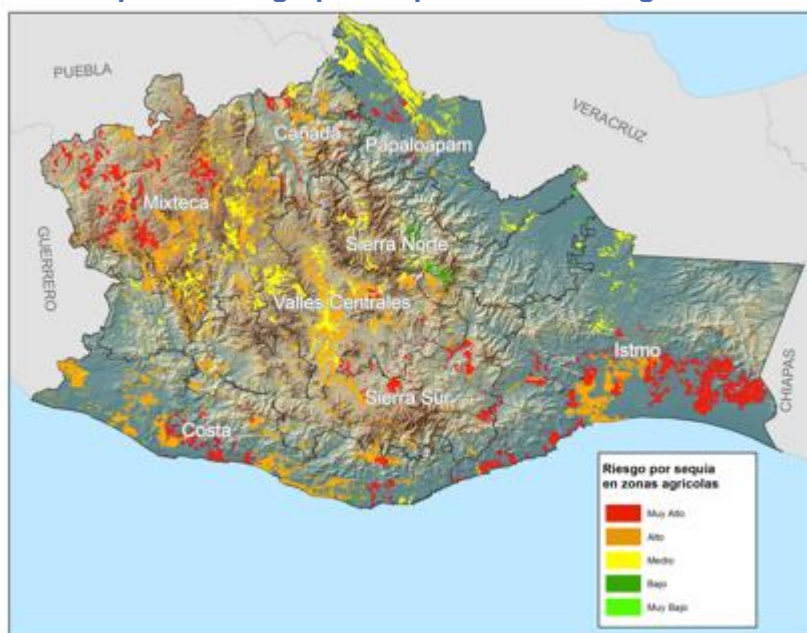 PUEBLA
VERACRUZ
Cañada
Papaloapam
Mixteca
GUERRERO
Sierra Norte
Valles Centrales
Istmo
CHIAPAS
Sierra Sur
Costa
Riesgo por sequia
en zonas agricolas
Muy Alto
Alto
Medio
Bajo
Muy Bajo